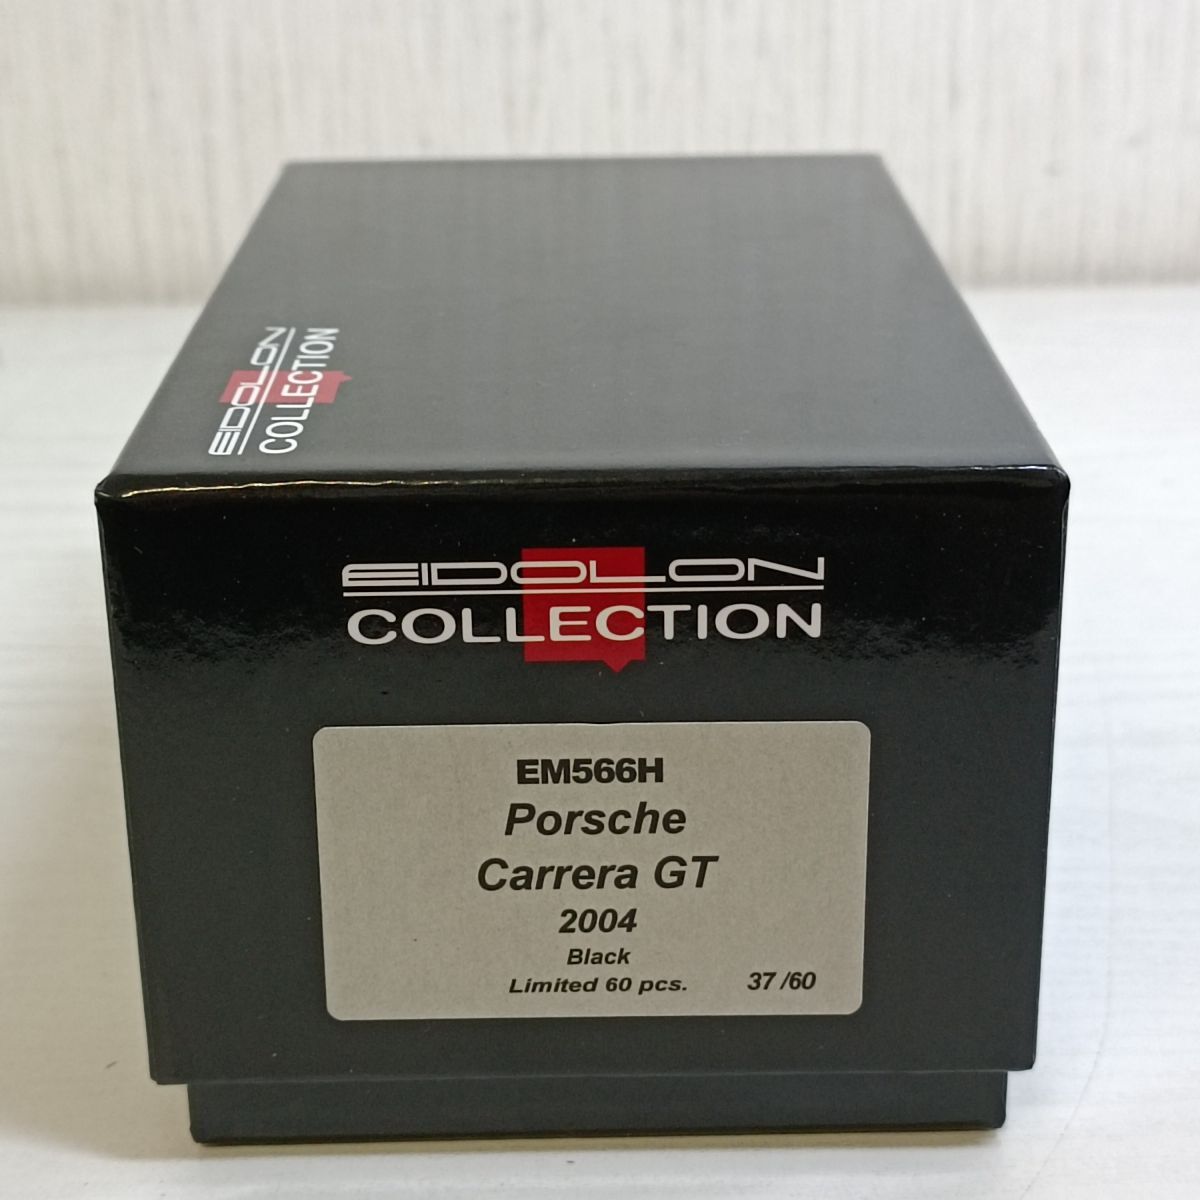 EIDOLON
COLLECTION
EIDOLON
COLLECTION
EM566H
Porsche
Carrera GT
2004
Black
Limited 60 pcs. 37 /60